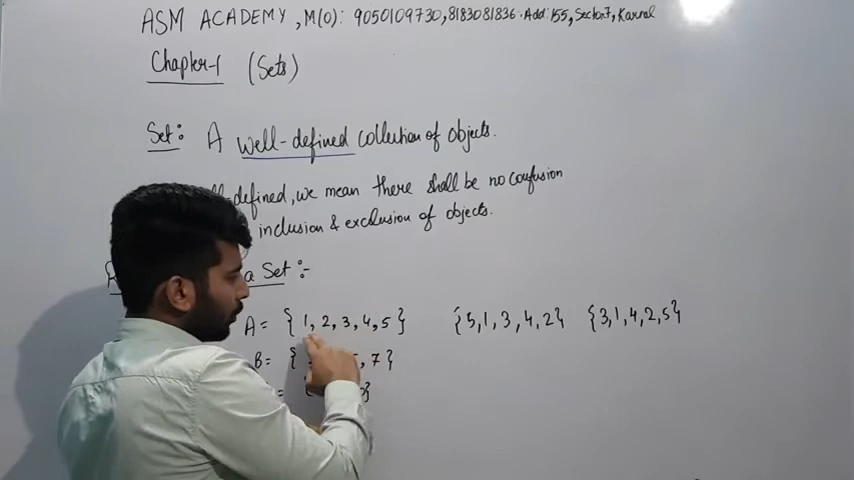 ASM ACADEMY, M(O): 9050109730, 8183081836. Add: 155, Sector 7, Karnal
Chapter-1 (Sets)
Set: A well-defined collection of objects.
defined, we mean there shall be no confusion
inclusion & exclusion of objects.
a Set :-
A = {1, 2, 3, 4, 5} {5, 1, 3, 4, 2} {3, 1, 4, 2, 5}
B = { , 7}
= { }